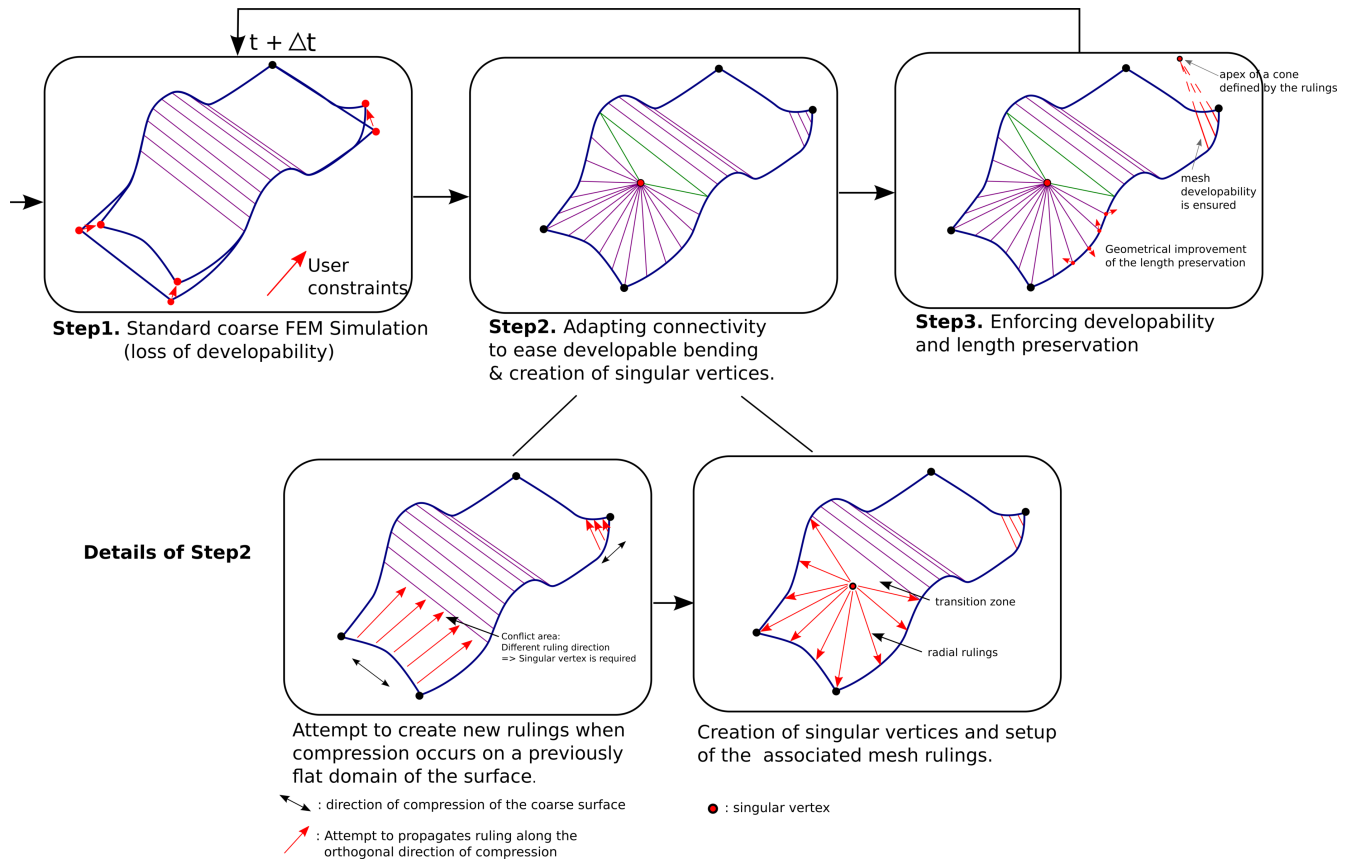 t + Δt
User
constraints
apex of a cone
defined by the rulings
mesh
developability
is ensured
Geometrical improvement
of the length preservation
Step1. Standard coarse FEM Simulation
(loss of developability)
Step2. Adapting connectivity
to ease developable bending
& creation of singular vertices.
Step3. Enforcing developability
and length preservation
Details of Step2
Conflict area:
Different ruling direction
=> Singular vertex is required
transition zone
radial rulings
Attempt to create new rulings when
compression occurs on a previously
flat domain of the surface.
Creation of singular vertices and setup
of the associated mesh rulings.
: direction of compression of the coarse surface
: Attempt to propagates ruling along the
orthogonal direction of compression
: singular vertex